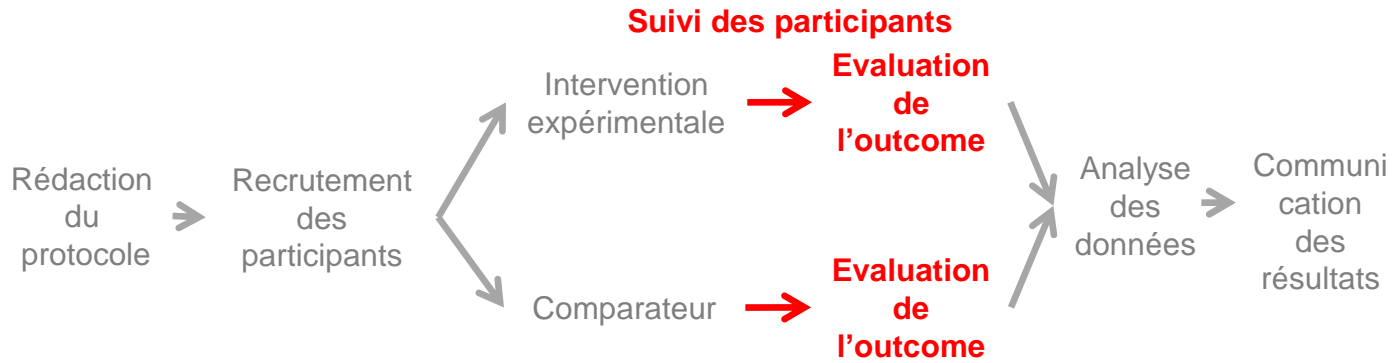 Suivi des participants
Rédaction
du
protocole
Recrutement
des
participants
Intervention
expérimentale
Evaluation
de
l’outcome
Comparateur
Evaluation
de
l’outcome
Analyse
des
données
Communi
cation
des
résultats